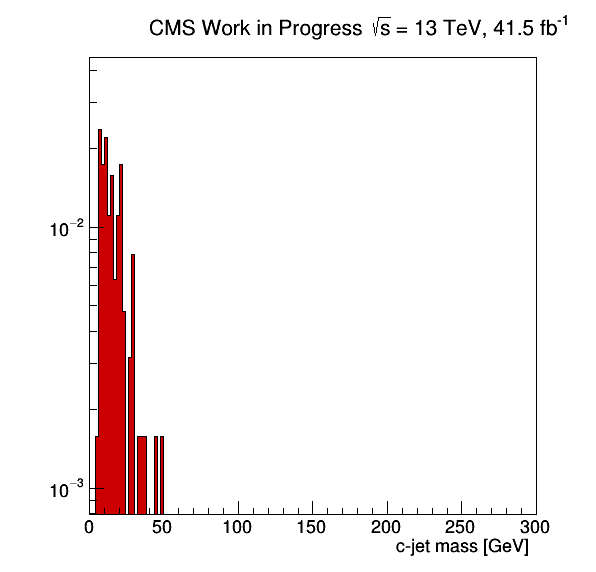 CMS Work in Progress √s = 13 TeV, 41.5 fb⁻¹
10⁻²
10⁻³
0 50 100 150 200 250 300
c-jet mass [GeV]